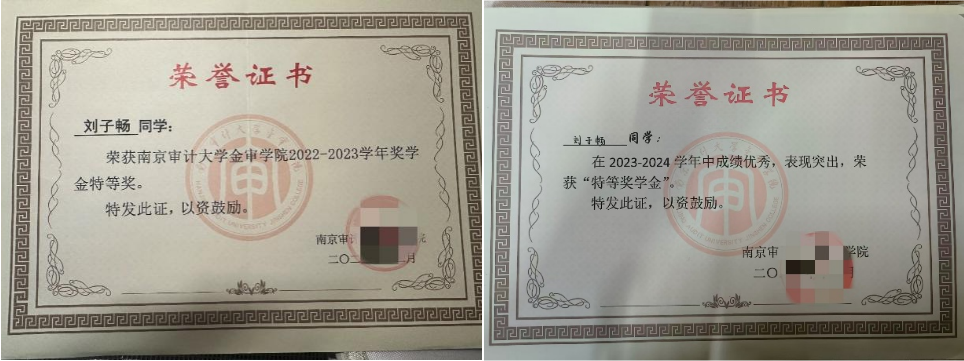 荣誉证书
刘子畅 同学：
荣获南京审计大学金审学院2022-2023学年奖学
金特等奖。
特发此证，以资鼓励。
南京审 院
二〇二 月
荣誉证书
刘子畅 同学：
在 2023-2024 学年中成绩优秀，表现突出，荣
获“特等奖学金”。
特发此证，以资鼓励。
南京审 学院
二〇 月